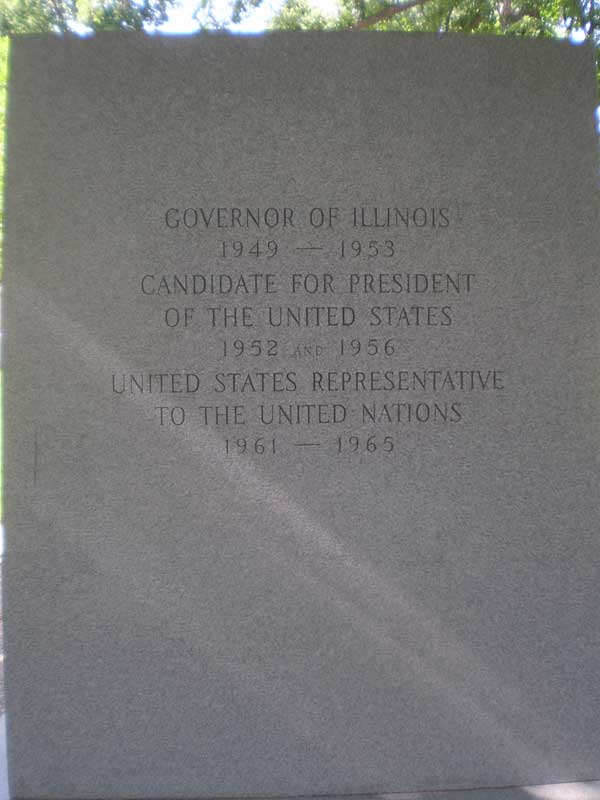 GOVERNOR OF ILLINOIS
1949 — 1953
CANDIDATE FOR PRESIDENT
OF THE UNITED STATES
1952 AND 1956
UNITED STATES REPRESENTATIVE
TO THE UNITED NATIONS
1961 — 1965